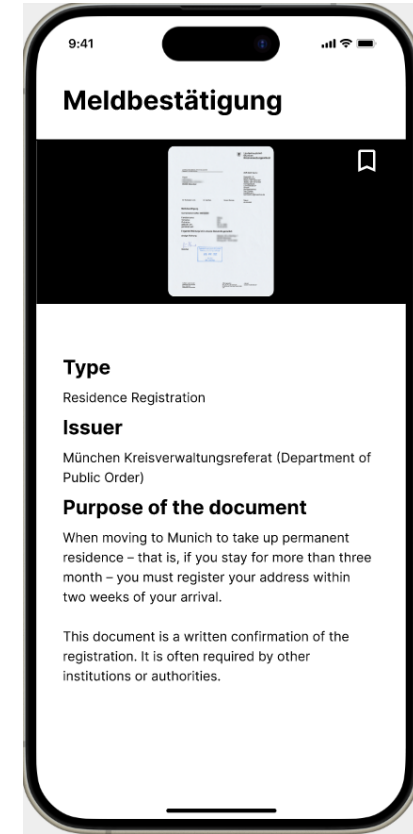 9:41
Meldbestätigung
Type
Residence Registration
Issuer
München Kreisverwaltungsreferat (Department of
Public Order)
Purpose of the document
When moving to Munich to take up permanent
residence – that is, if you stay for more than three
month – you must register your address within
two weeks of your arrival.
This document is a written confirmation of the
registration. It is often required by other
institutions or authorities.